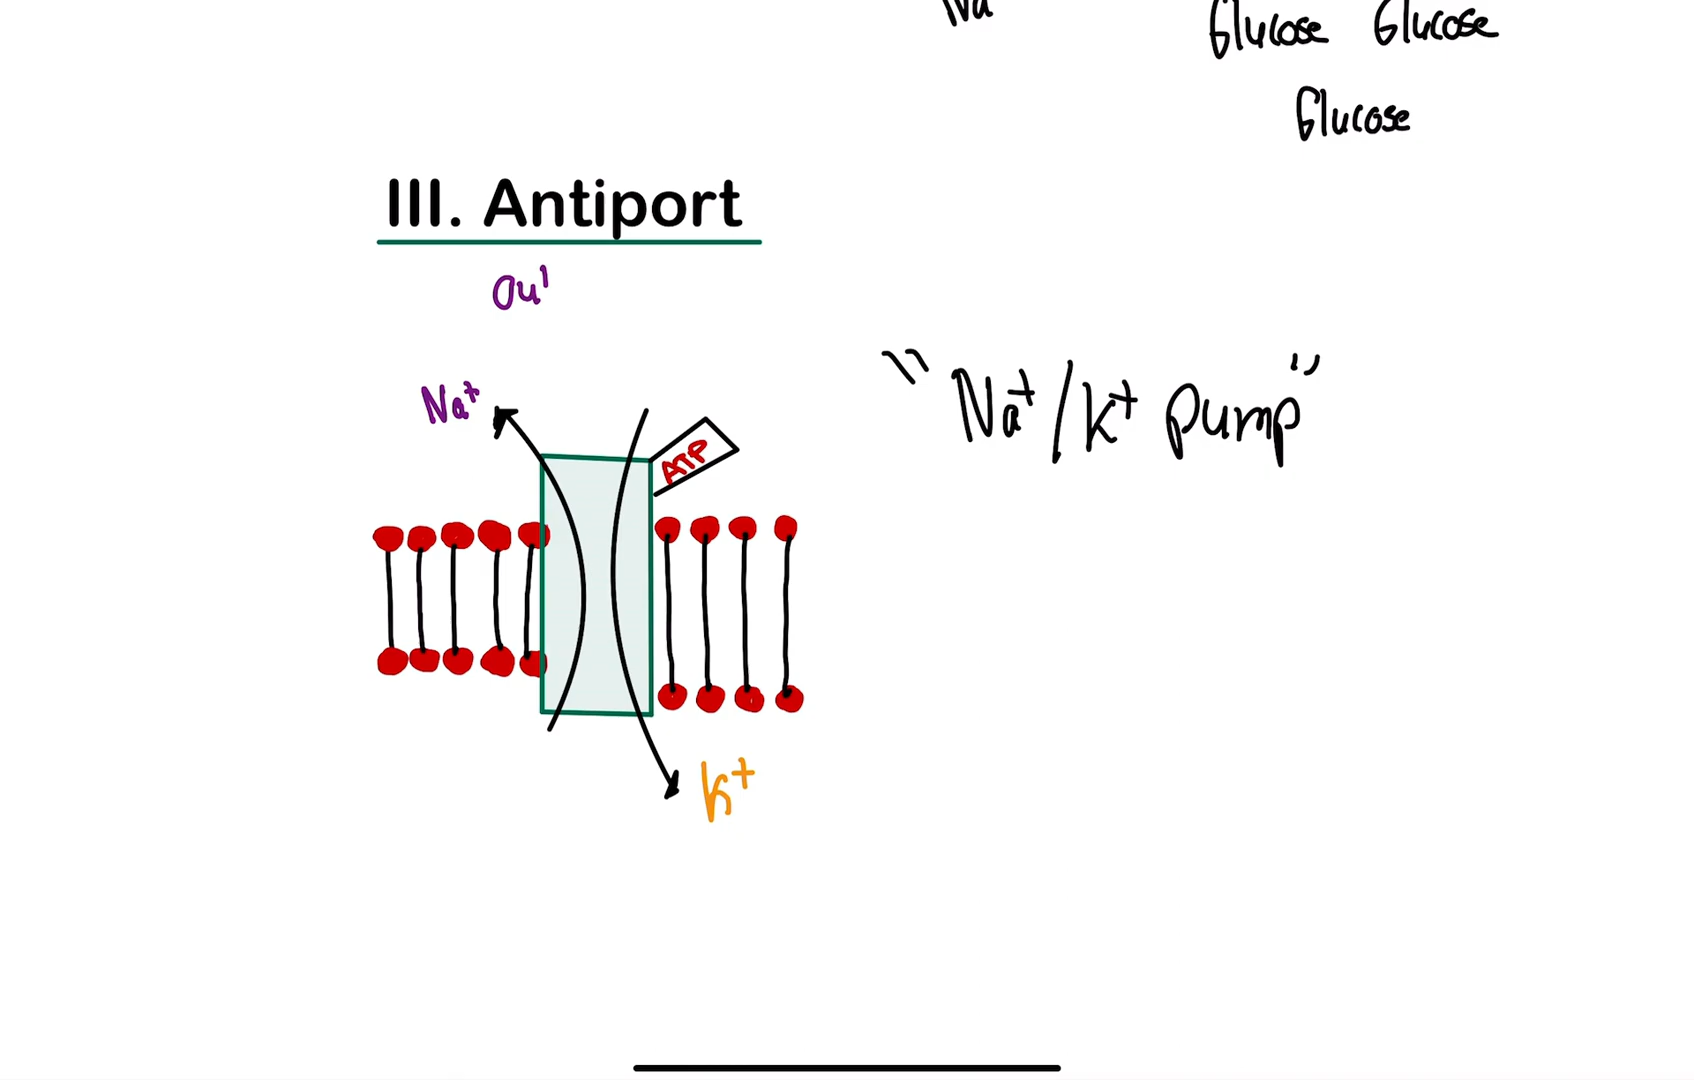 Glucose Glucose
Glucose
III. Antiport
Na⁺
"Na⁺/K⁺ pump"
ATP
K⁺